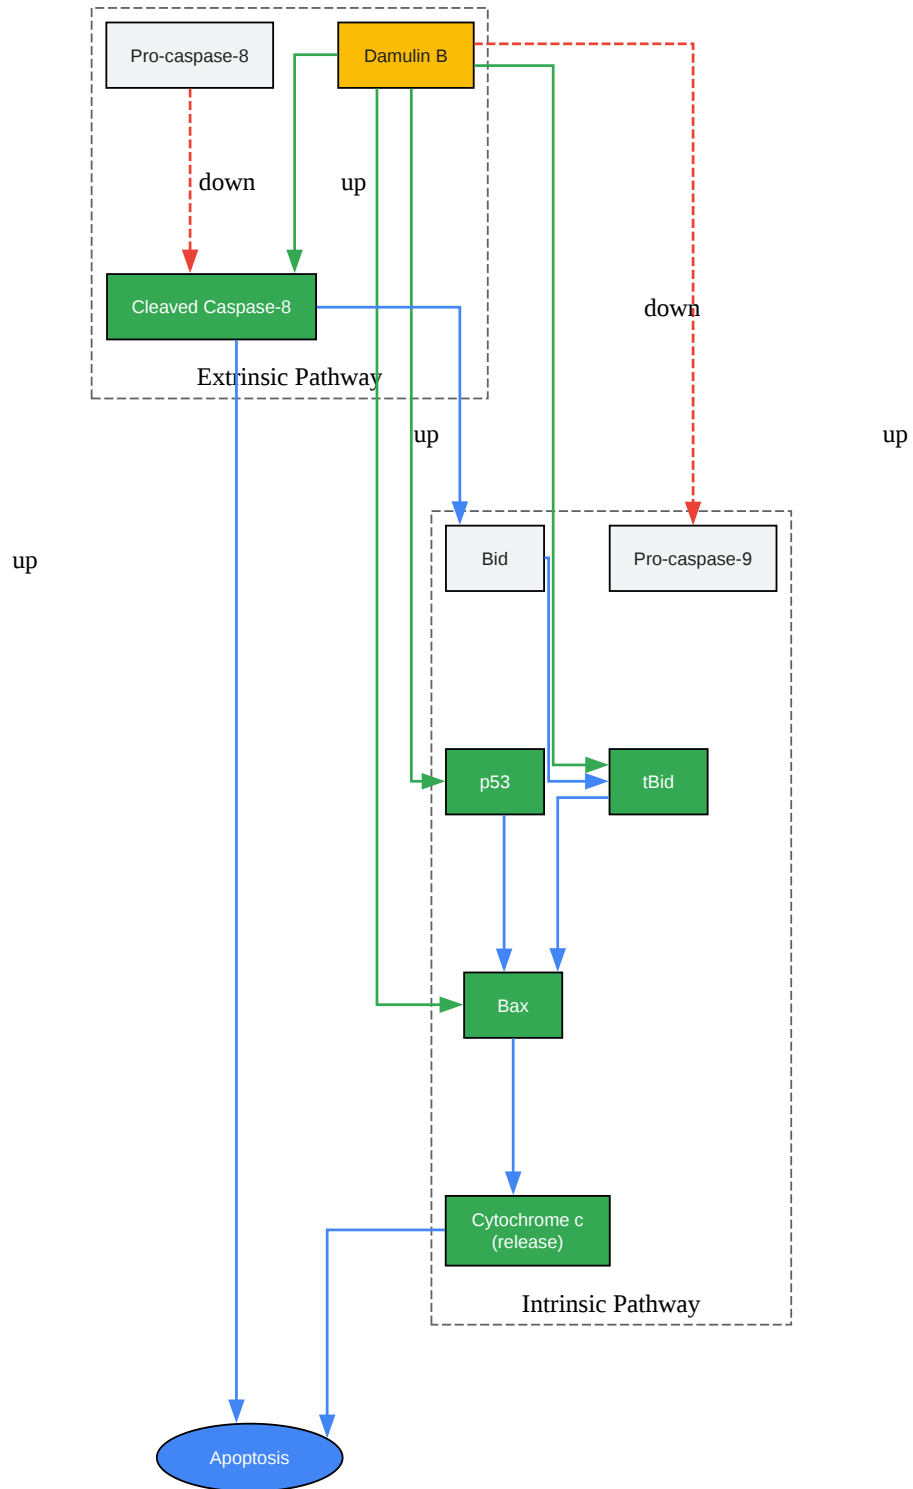 Pro-caspase-8
Damulin B
down
up
Cleaved Caspase-8
down
Extrinsic Pathway
up
up
up
Bid
Pro-caspase-9
p53
tBid
Bax
Cytochrome c
(release)
Intrinsic Pathway
Apoptosis